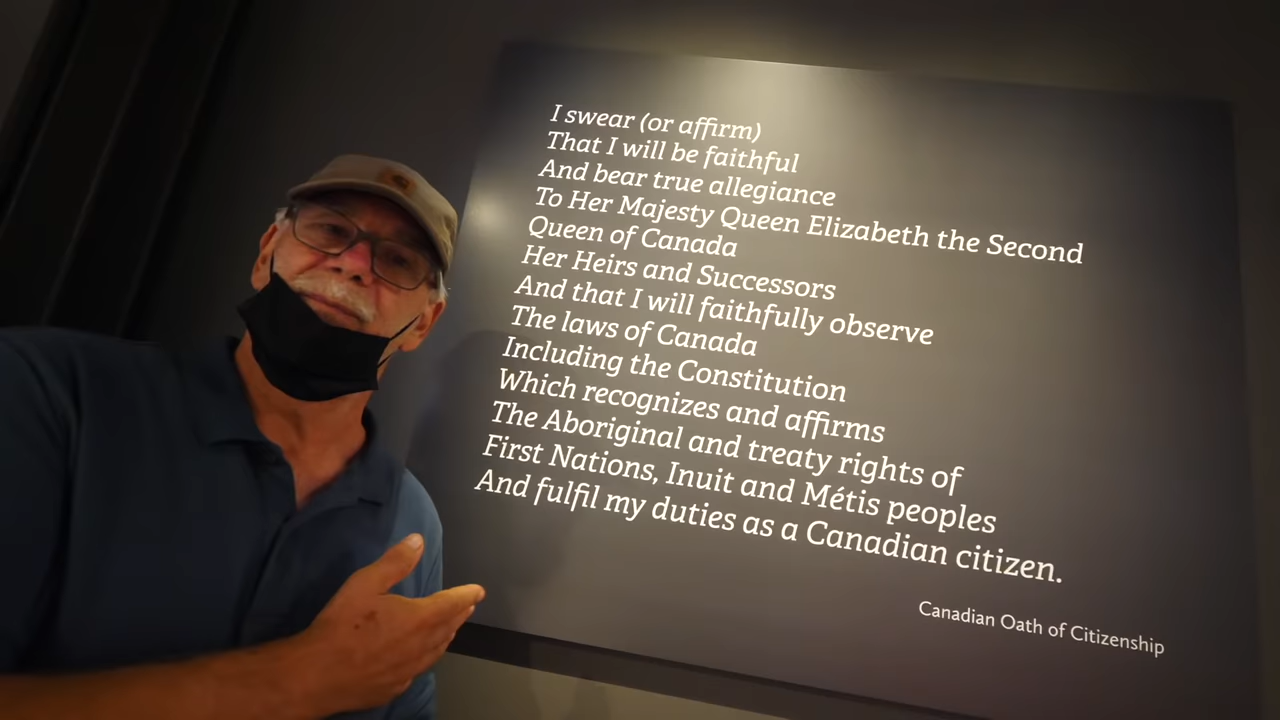 I swear (or affirm)
That I will be faithful
And bear true allegiance
To Her Majesty Queen Elizabeth the Second
Queen of Canada
Her Heirs and Successors
And that I will faithfully observe
The laws of Canada
Including the Constitution
Which recognizes and affirms
The Aboriginal and treaty rights of
First Nations, Inuit and Métis peoples
And fulfil my duties as a Canadian citizen.
Canadian Oath of Citizenship